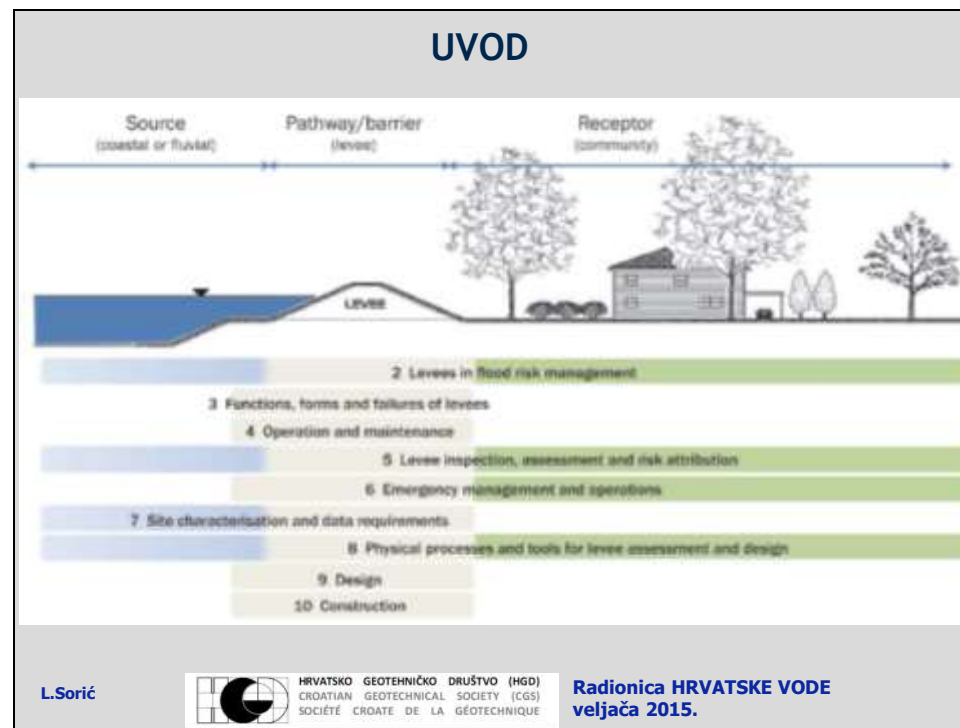 UVOD
Source
(coastal or fluvial)
Pathway/barrier
(levee)
Receptor
(community)
LEVEE
2 Levees in flood risk management
3 Functions, forms and failures of levees
4 Operation and maintenance
5 Levee inspection, assessment and risk attribution
6 Emergency management and operations
7 Site characterisation and data requirements
8 Physical processes and tools for levee assessment and design
9 Design
10 Construction
L.Sorić
HRVATSKO GEOTEHNIČKO DRUŠTVO (HGD)
CROATIAN GEOTECHNICAL SOCIETY (CGS)
SOCIÉTÉ CROATE DE LA GÉOTECHNIQUE
Radionica HRVATSKE VODE
veljača 2015.